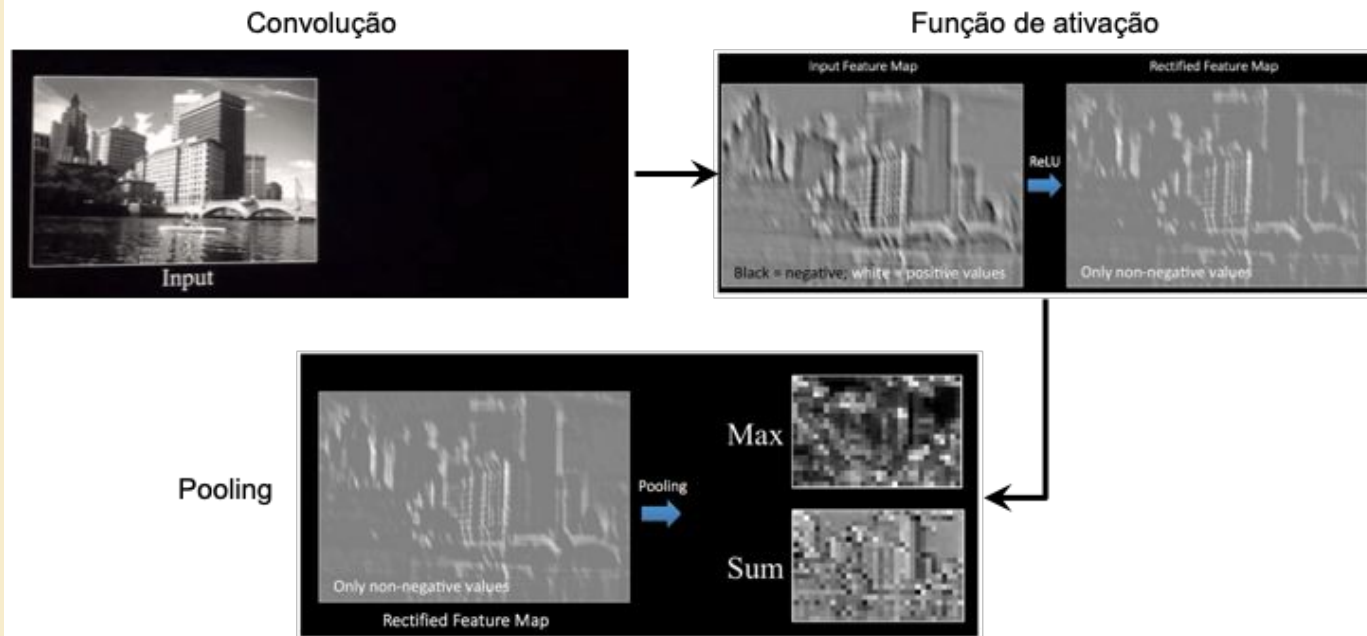 Convolução
Função de ativação
Input
Input Feature Map
Rectified Feature Map
ReLU
Black = negative; white = positive values
Only non-negative values
Pooling
Only non-negative values
Rectified Feature Map
Pooling
Max
Sum